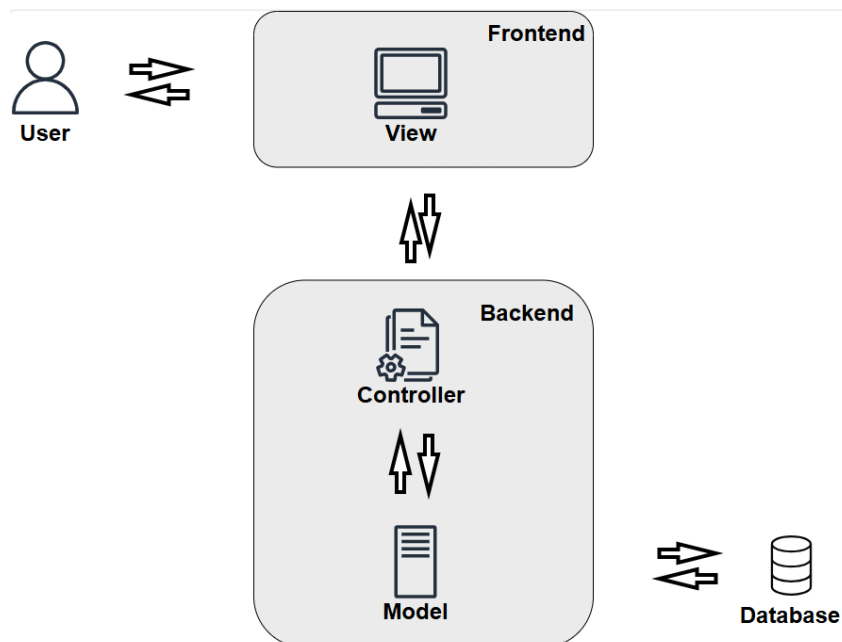 Frontend
User
View
Backend
Controller
Model
Database